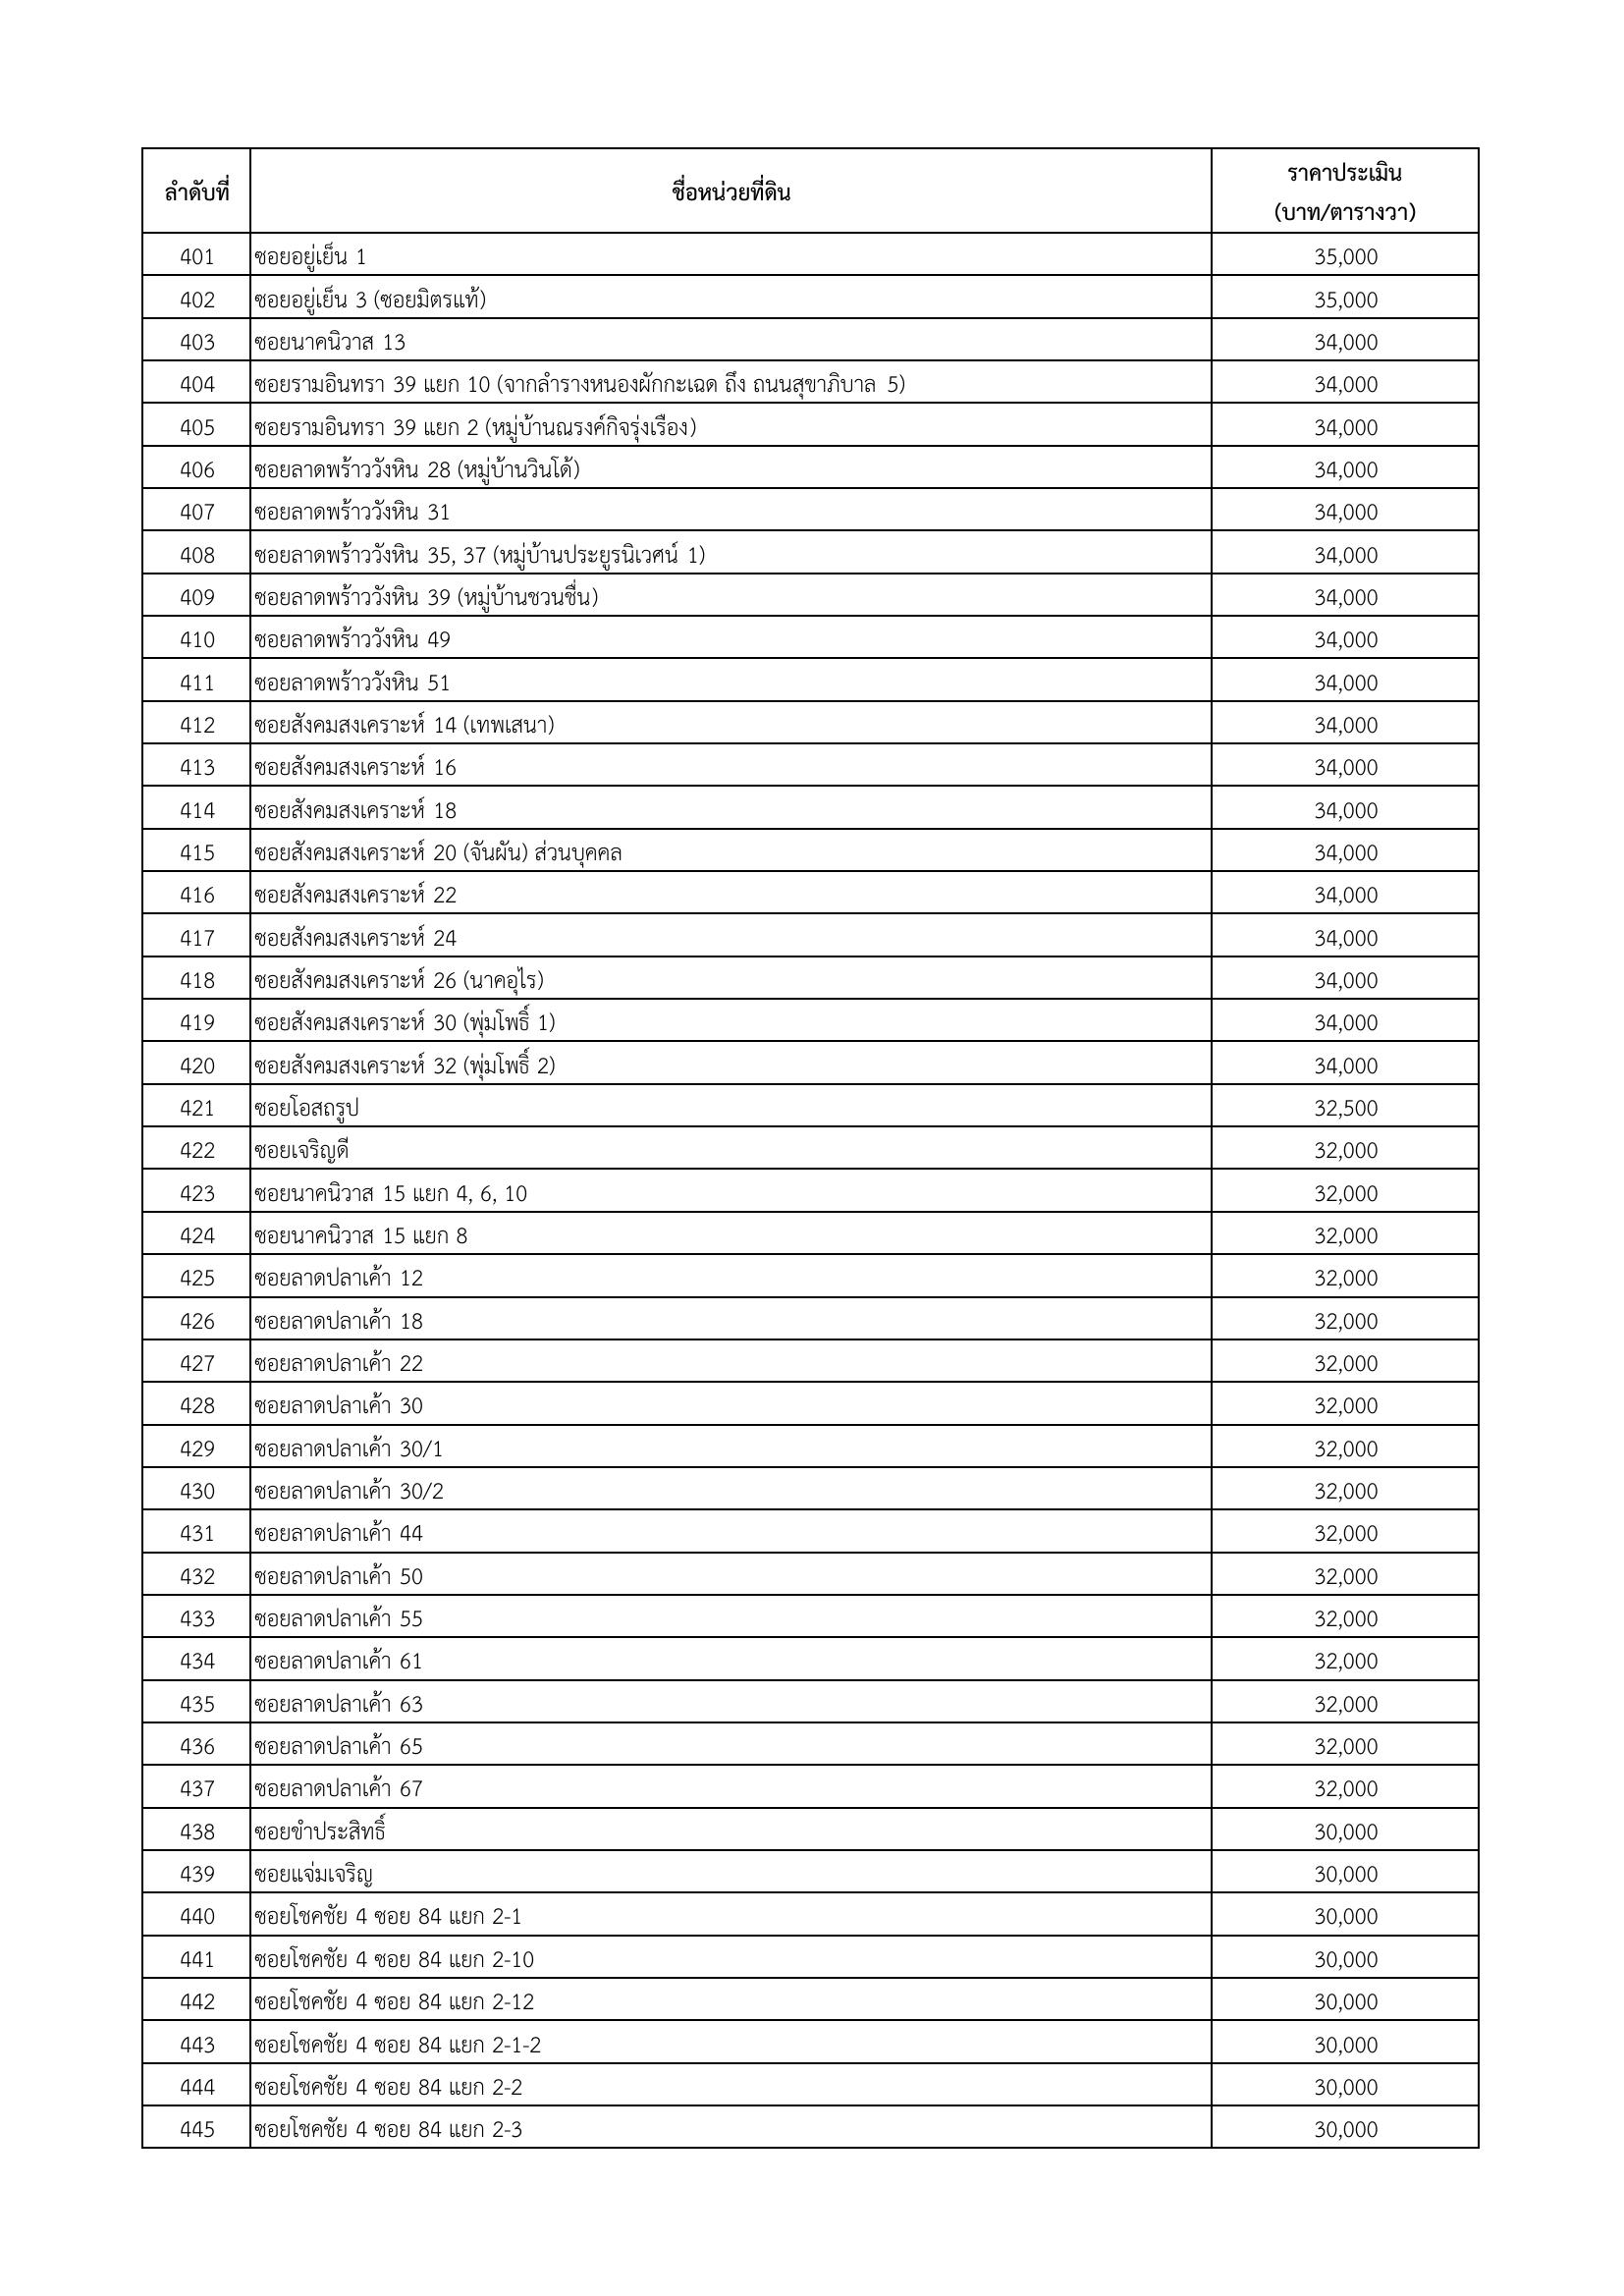 ลำดับที่ ชื่อหน่วยที่ดิน ราคาประเมิน
(บาท/ตารางวา)
401 ซอยอยู่เย็น 1 35,000
402 ซอยอยู่เย็น 3 (ซอยมิตรแท้) 35,000
403 ซอยนาคนิวาส 13 34,000
404 ซอยรามอินทรา 39 แยก 10 (จากลำรางหนองผักกะเฉด ถึง ถนนสุขาภิบาล 5) 34,000
405 ซอยรามอินทรา 39 แยก 2 (หมู่บ้านณรงค์กิจรุ่งเรือง) 34,000
406 ซอยลาดพร้าววังหิน 28 (หมู่บ้านวินโด้) 34,000
407 ซอยลาดพร้าววังหิน 31 34,000
408 ซอยลาดพร้าววังหิน 35, 37 (หมู่บ้านประยูรนิเวศน์ 1) 34,000
409 ซอยลาดพร้าววังหิน 39 (หมู่บ้านชวนชื่น) 34,000
410 ซอยลาดพร้าววังหิน 49 34,000
411 ซอยลาดพร้าววังหิน 51 34,000
412 ซอยสังคมสงเคราะห์ 14 (เทพเสนา) 34,000
413 ซอยสังคมสงเคราะห์ 16 34,000
414 ซอยสังคมสงเคราะห์ 18 34,000
415 ซอยสังคมสงเคราะห์ 20 (จันผัน) ส่วนบุคคล 34,000
416 ซอยสังคมสงเคราะห์ 22 34,000
417 ซอยสังคมสงเคราะห์ 24 34,000
418 ซอยสังคมสงเคราะห์ 26 (นาคอุไร) 34,000
419 ซอยสังคมสงเคราะห์ 30 (พุ่มโพธิ์ 1) 34,000
420 ซอยสังคมสงเคราะห์ 32 (พุ่มโพธิ์ 2) 34,000
421 ซอยโอสถรูป 32,500
422 ซอยเจริญดี 32,000
423 ซอยนาคนิวาส 15 แยก 4, 6, 10 32,000
424 ซอยนาคนิวาส 15 แยก 8 32,000
425 ซอยลาดปลาเค้า 12 32,000
426 ซอยลาดปลาเค้า 18 32,000
427 ซอยลาดปลาเค้า 22 32,000
428 ซอยลาดปลาเค้า 30 32,000
429 ซอยลาดปลาเค้า 30/1 32,000
430 ซอยลาดปลาเค้า 30/2 32,000
431 ซอยลาดปลาเค้า 44 32,000
432 ซอยลาดปลาเค้า 50 32,000
433 ซอยลาดปลาเค้า 55 32,000
434 ซอยลาดปลาเค้า 61 32,000
435 ซอยลาดปลาเค้า 63 32,000
436 ซอยลาดปลาเค้า 65 32,000
437 ซอยลาดปลาเค้า 67 32,000
438 ซอยขำประสิทธิ์ 30,000
439 ซอยแจ่มเจริญ 30,000
440 ซอยโชคชัย 4 ซอย 84 แยก 2-1 30,000
441 ซอยโชคชัย 4 ซอย 84 แยก 2-10 30,000
442 ซอยโชคชัย 4 ซอย 84 แยก 2-12 30,000
443 ซอยโชคชัย 4 ซอย 84 แยก 2-1-2 30,000
444 ซอยโชคชัย 4 ซอย 84 แยก 2-2 30,000
445 ซอยโชคชัย 4 ซอย 84 แยก 2-3 30,000